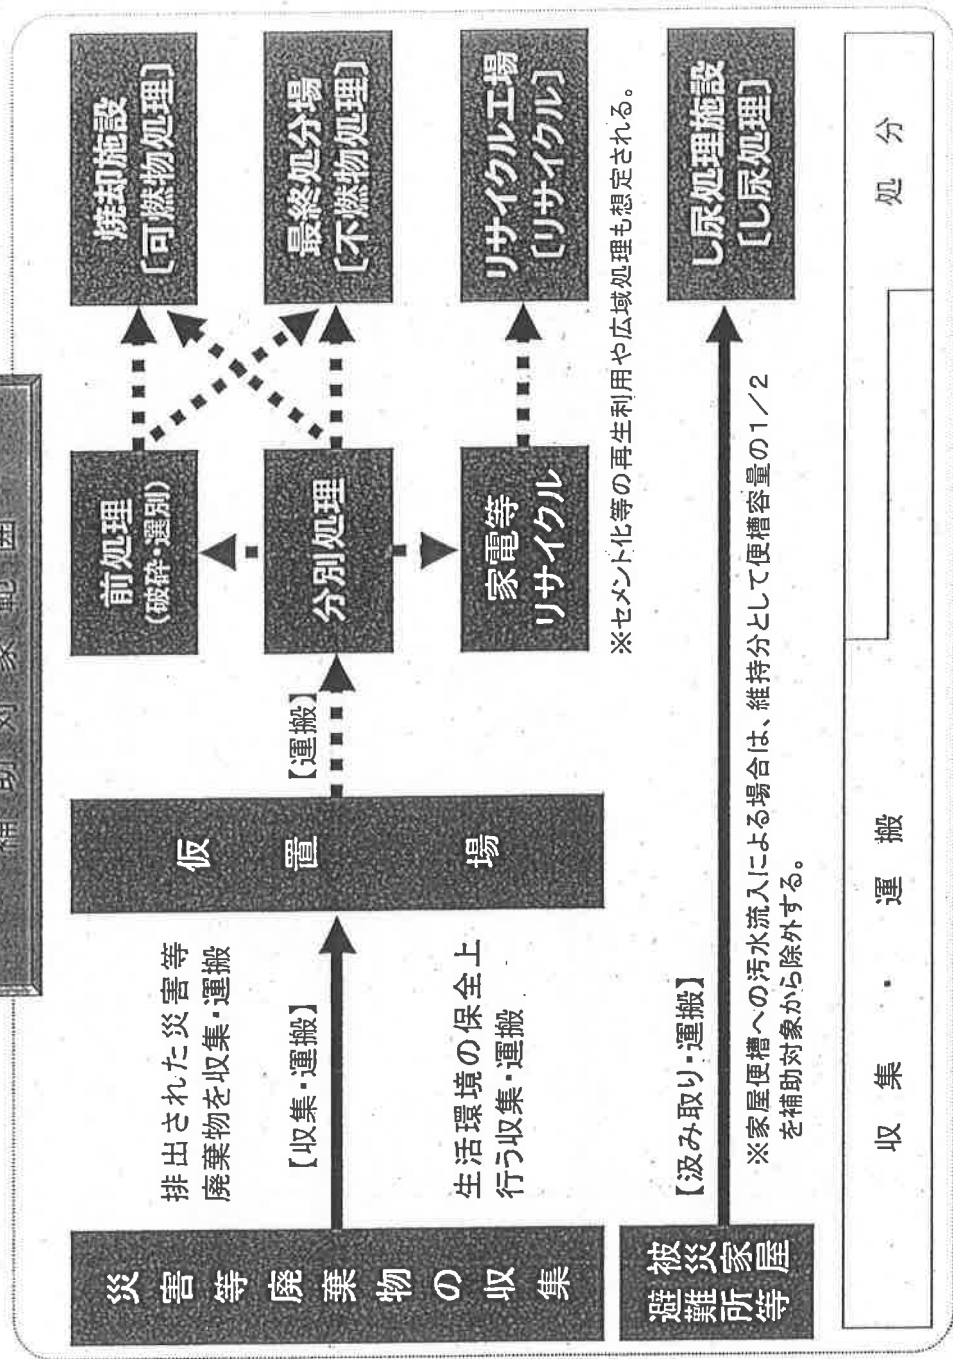 補助対象範囲
災害等廃棄物の収集
排出された災害等
廃棄物を収集・運搬
【収集・運搬】
生活環境の保全上
行う収集・運搬
仮置場
【運搬】
前処理
(破砕・選別)
分別処理
家電等
リサイクル
焼却施設
[可燃物処理]
最終処分場
[不燃物処理]
リサイクル工場
[リサイクル]
※セメント化等の再生利用や広域処理も想定される。
被災家屋
避難所等
【汲み取り・運搬】
し尿処理施設
[し尿処理]
※家屋便槽への汚水流入による場合は、維持分として便槽容量の1/2
を補助対象から除外する。
収集・運搬
処分